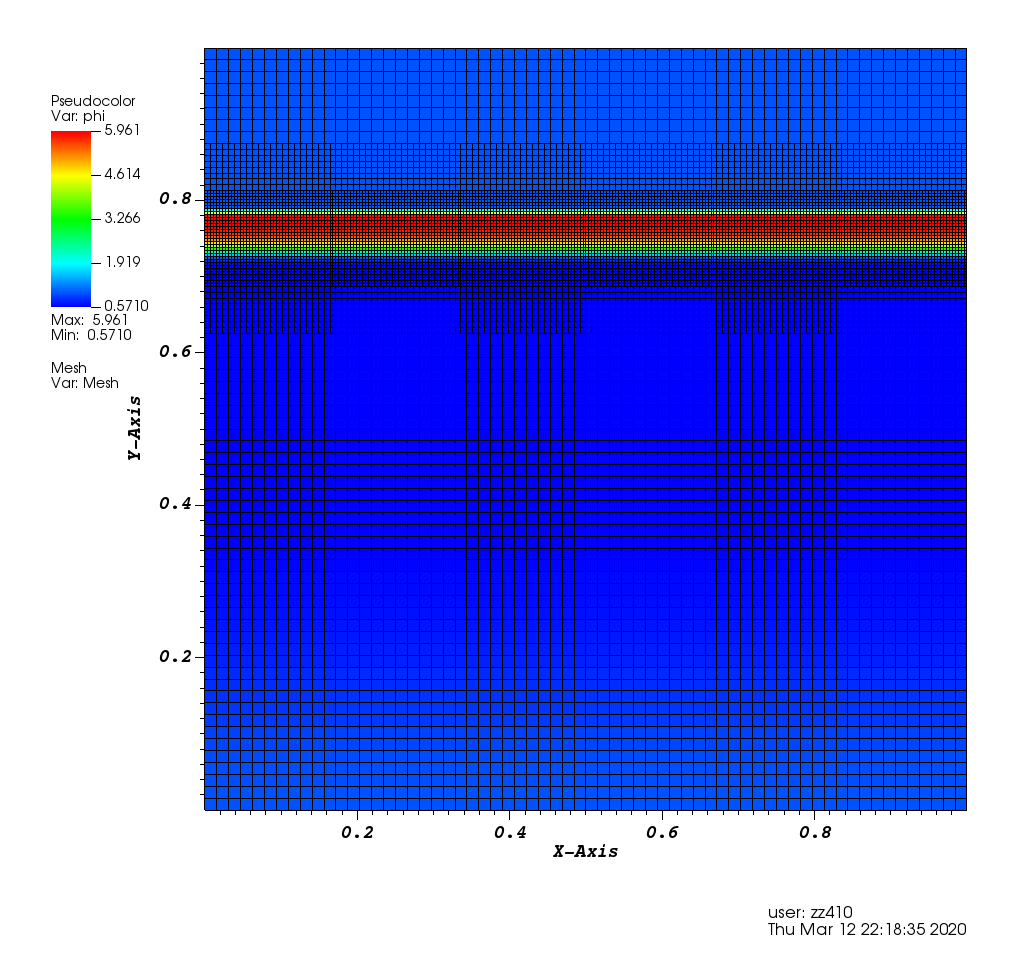 Pseudocolor
Var: phi
5.961
4.614
3.266
1.919
0.5710
Max: 5.961
Min: 0.5710
Mesh
Var: Mesh
Y-Axis
0.8
0.6
0.4
0.2
0.2 0.4 0.6 0.8
X-Axis
user: zz410
Thu Mar 12 22:18:35 2020